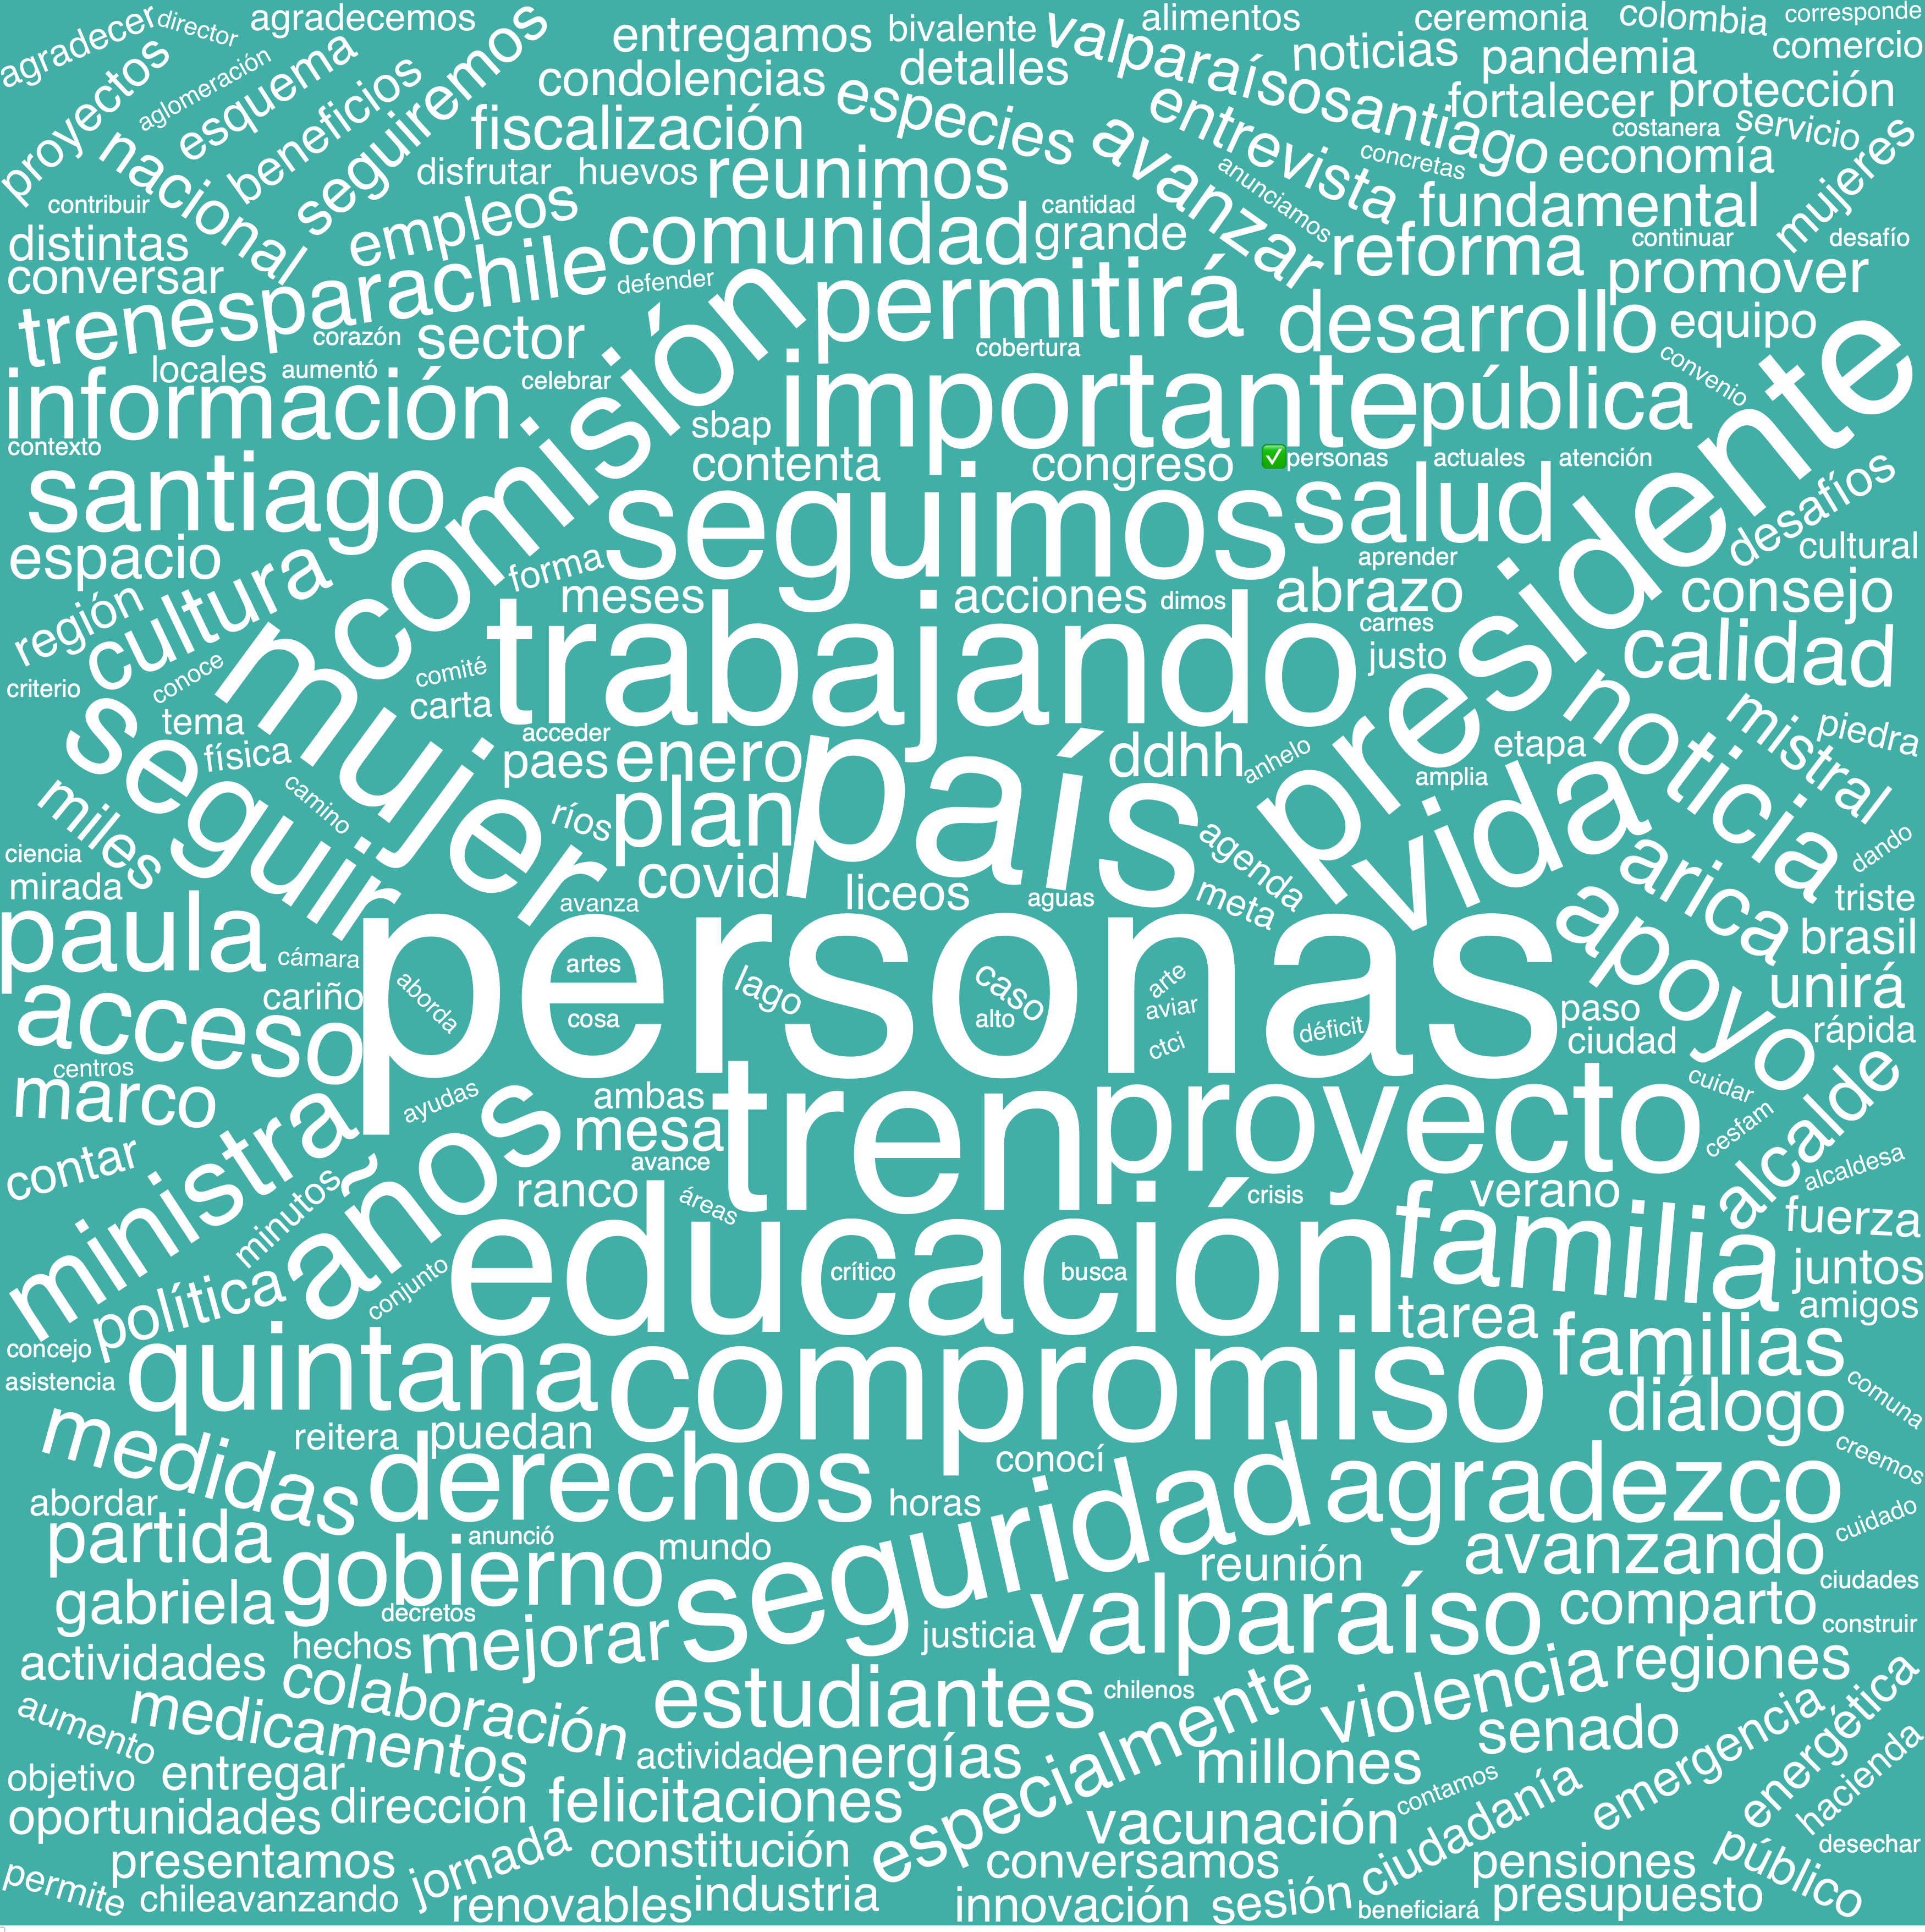 agradecer
director
agradecemos
entregamos
bivalente
valparaíso
alimentos
ceremonia
colombia
corresponde
proyectos
aglomeración
esquema
beneficios
seguiremos
condolencias
detalles
noticias
pandemia
comercio
nacional
fiscalización
especies
avanzar
entrevista
santiago
fortalecer
protección
costanera
servicio
mujeres
contribuir
disfrutar
huevos
reunimos
concretas
anunciamos
economía
distintas
empleos
comunidad
cantidad
grande
fundamental
continuar
desafío
conversar
trenesparachile
defender
reforma
promover
corazón
sector
comisión
permitirá
desarrollo
equipo
locales
aumentó
celebrar
cobertura
convenio
información
sbap
importante
pública
presidente
contexto
contenta
congreso
✅personas
actuales
atención
santiago
seguimos
salud
desafíos
espacio
cultura
forma
aprender
cultural
región
meses
acciones
dimos
abrazo
consejo
criterio
conoce
mujer
comité
trabajando
carnes
justo
calidad
tema
carta
seguir
física
acceder
paes
enero
país
ddhh
anhelo
etapa
noticia
mistral
piedra
miles
camino
ríos
plan
amplia
vida
ciencia
mirada
covid
liceos
aguas
agenda
meta
arica
dando
avanza
triste
paula
cámara
personas
apoyo
brasil
acceso
cariño
aborda
artes
cosa
lago
caso
alto
arte
aviar
ctci
déficit
unirá
paso
ciudad
rápida
centros
marco
ayudas
ambas
mesa
tren
proyecto
cuidar
cesfam
alcalde
contar
ministra
minutos
años
avance
ranco
áreas
crisis
verano
alcaldesa
fuerza
política
conjunto
educación
crítico
busca
familia
juntos
amigos
concejo
asistencia
quintana
compromiso
tarea
familias
comuna
medidas
reitera
puedan
diálogo
creemos
abordar
derechos
conocí
horas
seguridad
agradezco
cuidado
partida
anunció
gobierno
mundo
reunión
avanzando
gabriela
decretos
ciudades
hechos
mejorar
justicia
valparaíso
comparto
construir
actividades
colaboración
estudiantes
chilenos
violencia
regiones
aumento
medicamentos
actividad
energías
especialmente
millones
senado
emergencia
energética
objetivo
entregar
contamos
hacienda
oportunidades
dirección
felicitaciones
vacunación
ciudadanía
desechar
presentamos
jornada
constitución
conversamos
pensiones
público
permite
chileavanzando
renovables
industria
innovación
sesión
beneficiará
presupuesto